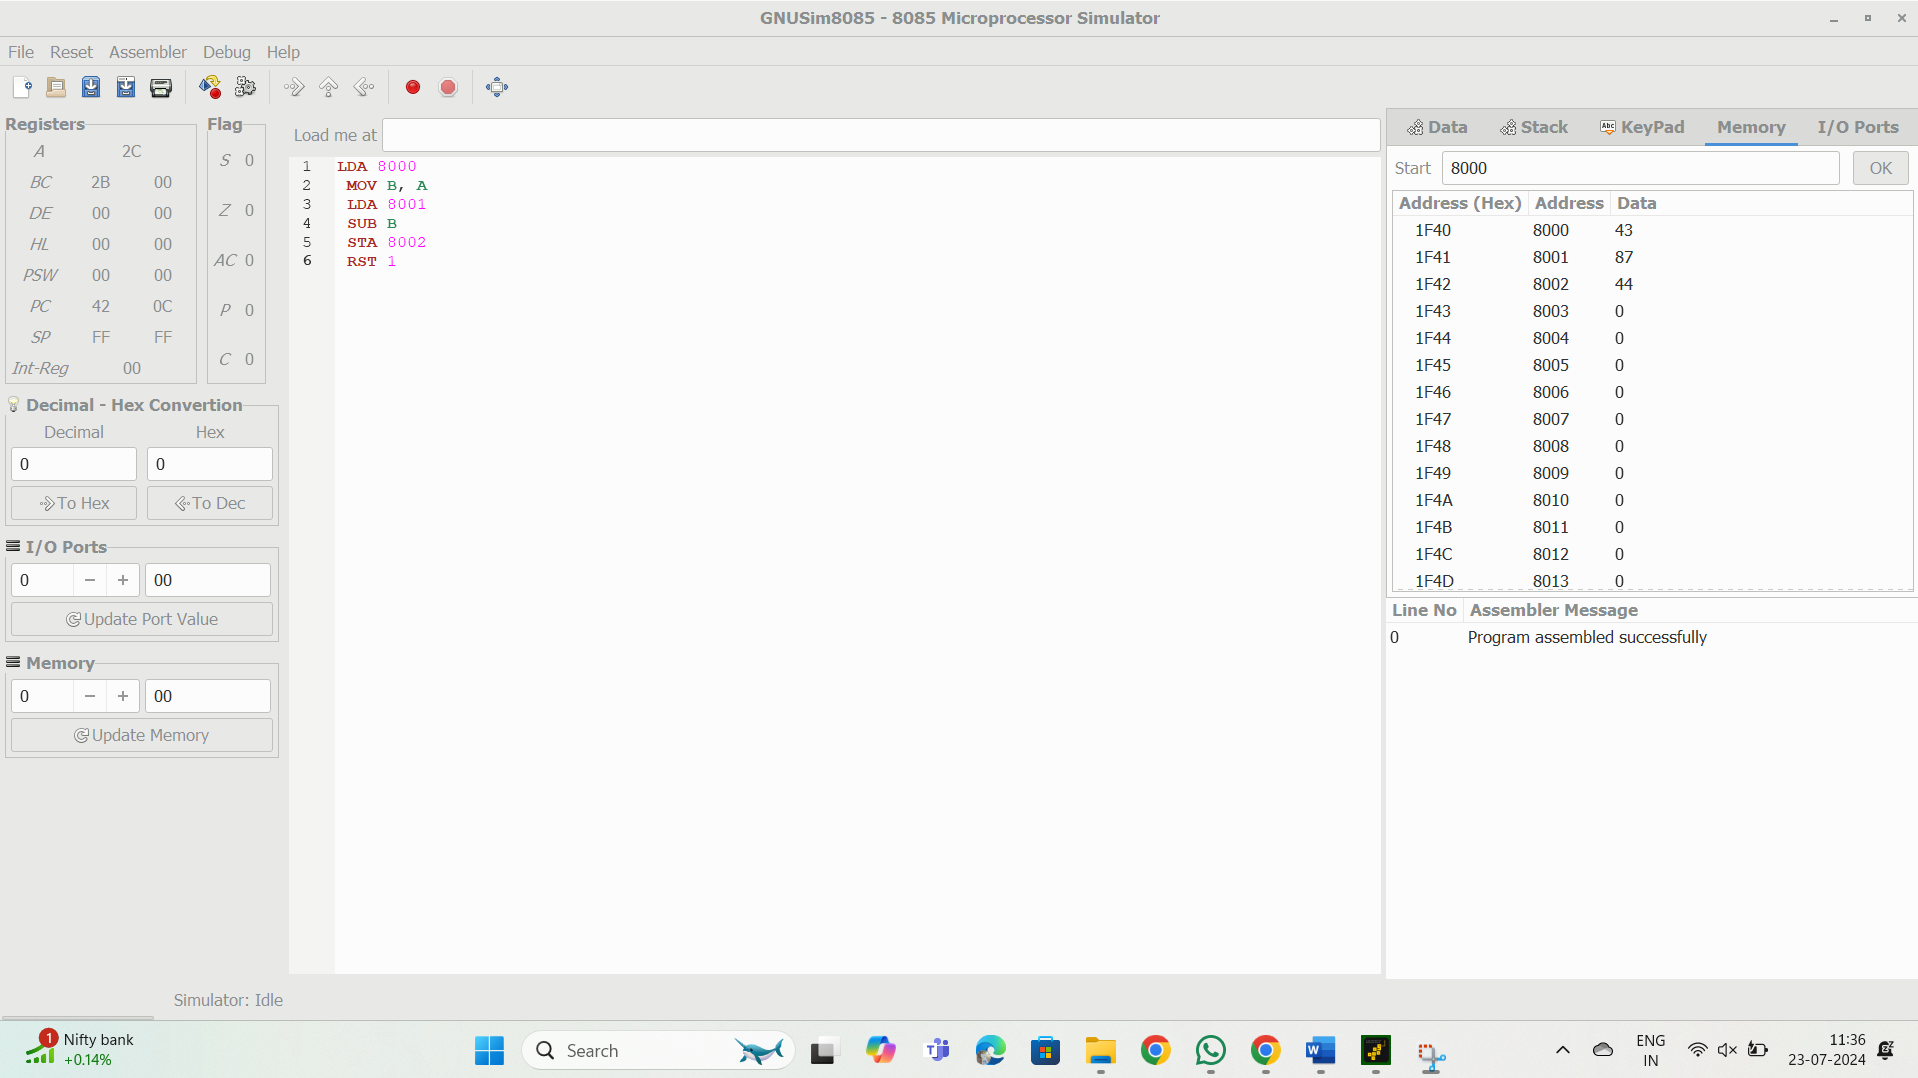 GNUSim8085 - 8085 Microprocessor Simulator
File Reset Assembler Debug Help
Registers
A 2C
BC 2B 00
DE 00 00
HL 00 00
PSW 00 00
PC 42 0C
SP FF FF
Int-Reg 00
Flag
S 0
Z 0
AC 0
P 0
C 0
Decimal - Hex Convertion
Decimal Hex
0 0
To Hex To Dec
I/O Ports
0 − + 00
Update Port Value
Memory
0 − + 00
Update Memory
Load me at
1 LDA 8000
2 MOV B, A
3 LDA 8001
4 SUB B
5 STA 8002
6 RST 1
Data Stack Abc KeyPad Memory I/O Ports
Start 8000 OK
Address (Hex) Address Data
1F40 8000 43
1F41 8001 87
1F42 8002 44
1F43 8003 0
1F44 8004 0
1F45 8005 0
1F46 8006 0
1F47 8007 0
1F48 8008 0
1F49 8009 0
1F4A 8010 0
1F4B 8011 0
1F4C 8012 0
1F4D 8013 0
Line No Assembler Message
0 Program assembled successfully
Simulator: Idle
1 Nifty bank
+0.14%
Search
ENG
IN
11:36
23-07-2024